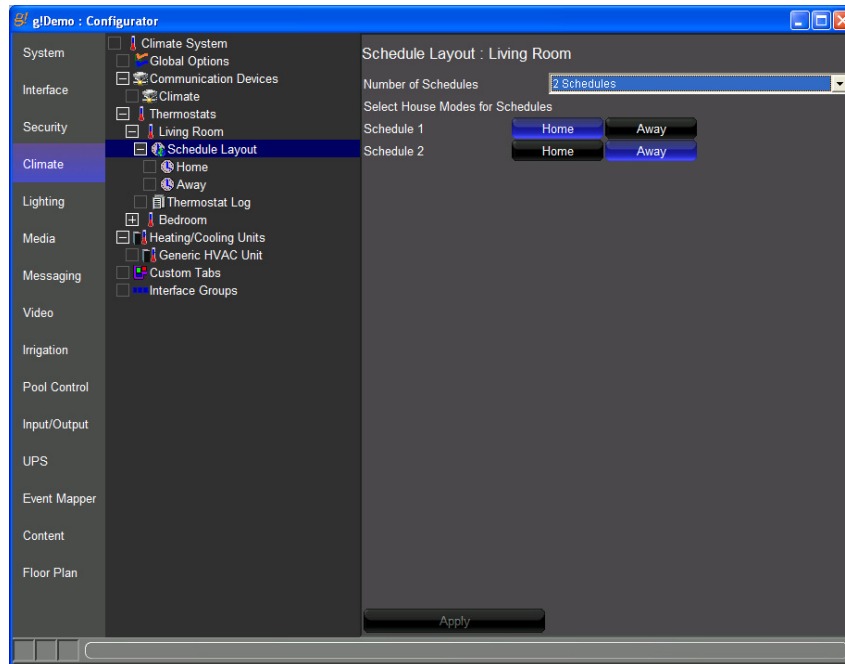 g! g!Demo : Configurator
System
Interface
Security
Climate
Lighting
Media
Messaging
Video
Irrigation
Pool Control
Input/Output
UPS
Event Mapper
Content
Floor Plan
Climate System
Global Options
Communication Devices
Climate
Thermostats
Living Room
Schedule Layout
Home
Away
Thermostat Log
Bedroom
Heating/Cooling Units
Generic HVAC Unit
Custom Tabs
Interface Groups
Schedule Layout : Living Room
Number of Schedules 2 Schedules
Select House Modes for Schedules
Schedule 1 Home Away
Schedule 2 Home Away
Apply